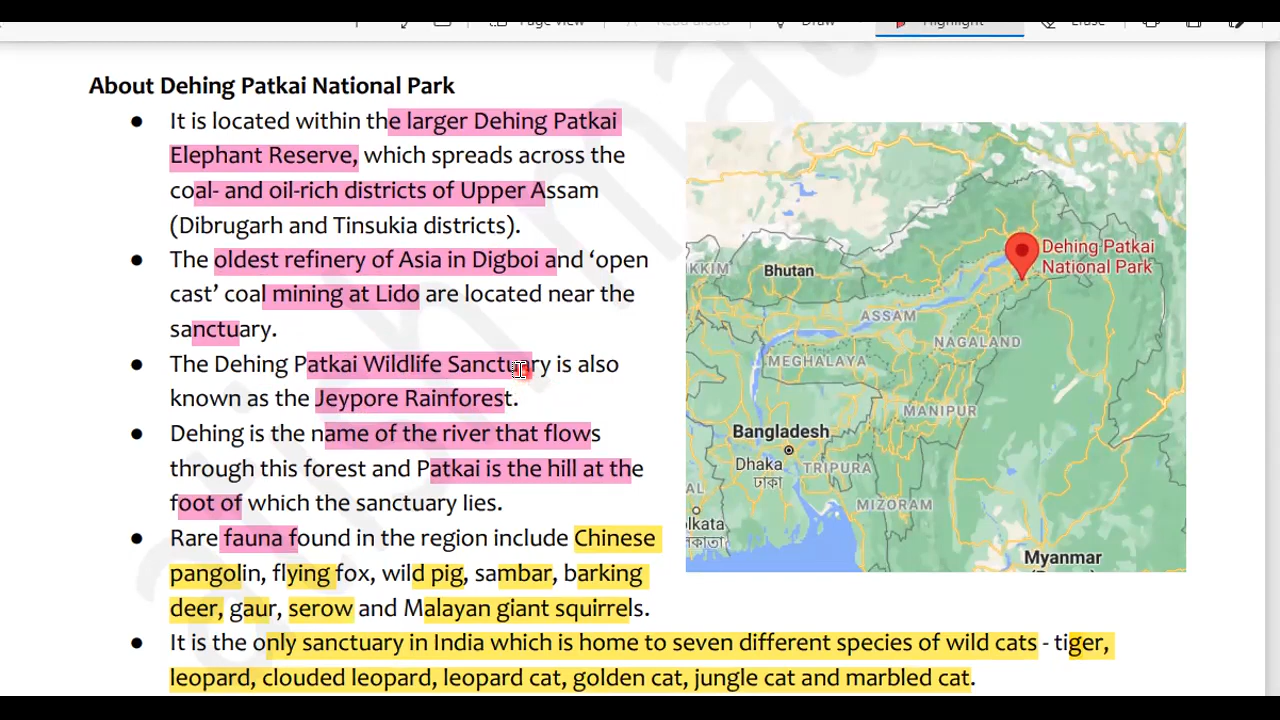 Page view
Read aloud
Draw
Highlight
Erase
About Dehing Patkai National Park
● It is located within the larger Dehing Patkai
Elephant Reserve, which spreads across the
coal- and oil-rich districts of Upper Assam
(Dibrugarh and Tinsukia districts).
● The oldest refinery of Asia in Digboi and ‘open
cast’ coal mining at Lido are located near the
sanctuary.
● The Dehing Patkai Wildlife Sanctuary is also
known as the Jeypore Rainforest.
● Dehing is the name of the river that flows
through this forest and Patkai is the hill at the
foot of which the sanctuary lies.
● Rare fauna found in the region include Chinese
pangolin, flying fox, wild pig, sambar, barking
deer, gaur, serow and Malayan giant squirrels.
● It is the only sanctuary in India which is home to seven different species of wild cats - tiger,
leopard, clouded leopard, leopard cat, golden cat, jungle cat and marbled cat.
Dehing Patkai
National Park
KKIM
Bhutan
ASSAM
NAGALAND
MEGHALAYA
MANIPUR
Bangladesh
Dhaka
ঢাকা
TRIPURA
AL
MIZORAM
olkata
Myanmar